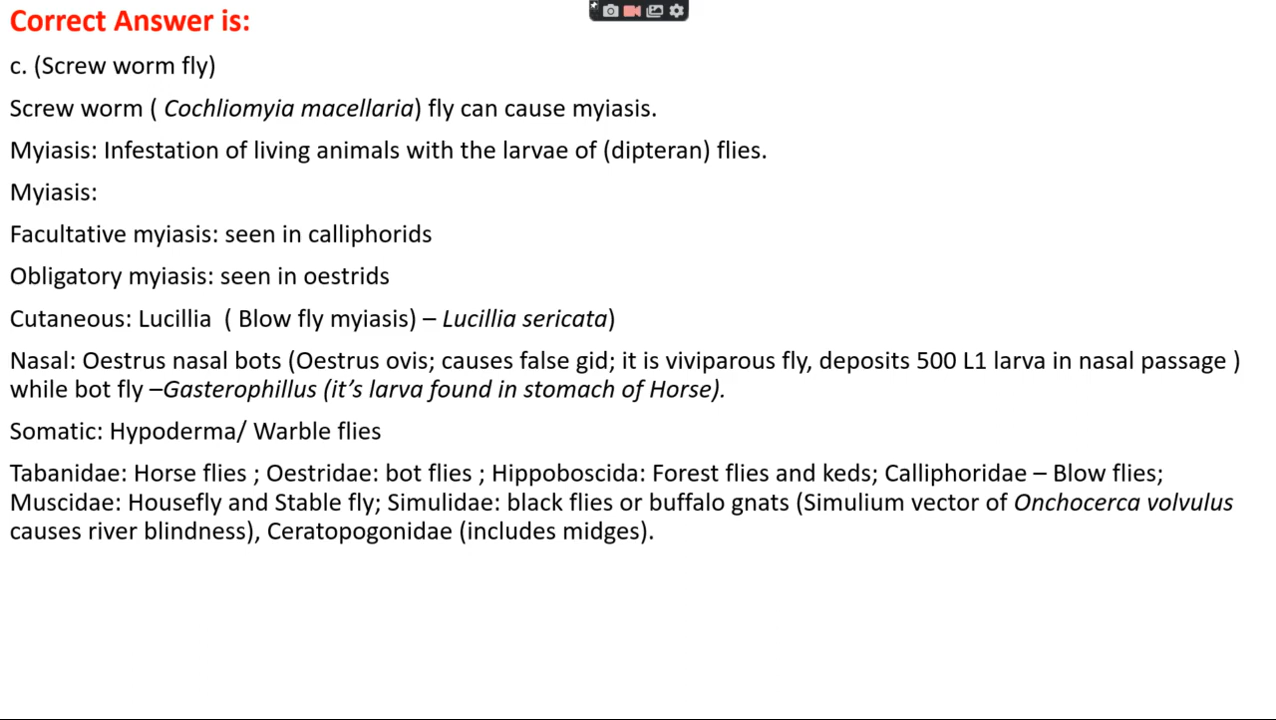 Correct Answer is:
c. (Screw worm fly)
Screw worm ( Cochliomyia macellaria) fly can cause myiasis.
Myiasis: Infestation of living animals with the larvae of (dipteran) flies.
Myiasis:
Facultative myiasis: seen in calliphorids
Obligatory myiasis: seen in oestrids
Cutaneous: Lucillia ( Blow fly myiasis) – Lucillia sericata)
Nasal: Oestrus nasal bots (Oestrus ovis; causes false gid; it is viviparous fly, deposits 500 L1 larva in nasal passage )
while bot fly –Gasterophillus (it’s larva found in stomach of Horse).
Somatic: Hypoderma/ Warble flies
Tabanidae: Horse flies ; Oestridae: bot flies ; Hippoboscida: Forest flies and keds; Calliphoridae – Blow flies;
Muscidae: Housefly and Stable fly; Simulidae: black flies or buffalo gnats (Simulium vector of Onchocerca volvulus
causes river blindness), Ceratopogonidae (includes midges).